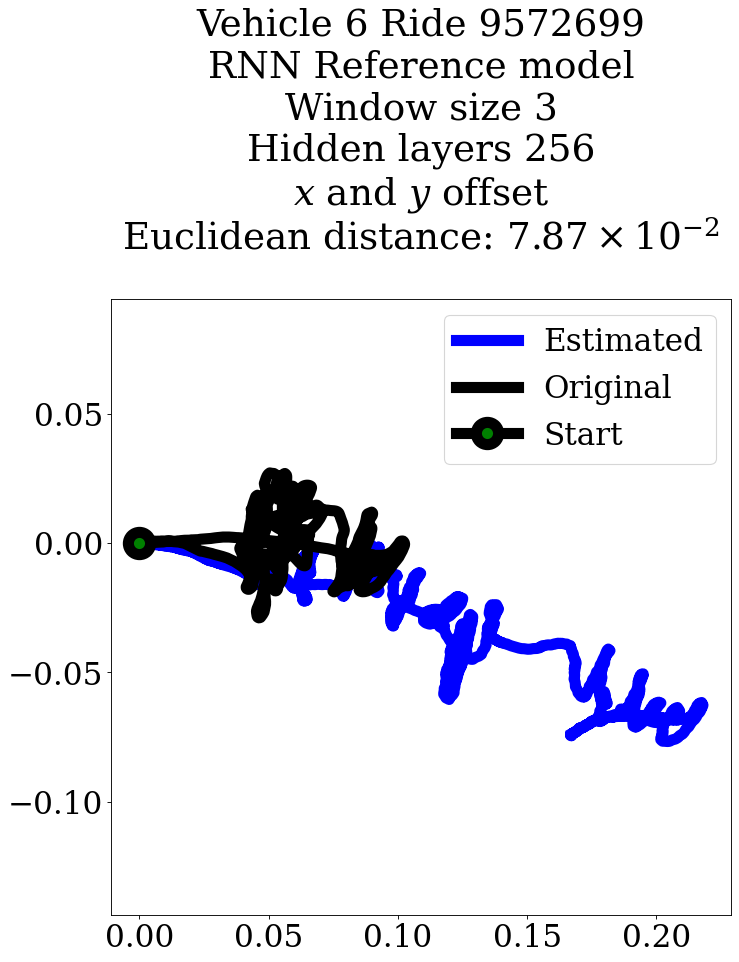 Vehicle 6 Ride 9572699
RNN Reference model
Window size 3
Hidden layers 256
x and y offset
Euclidean distance: 7.87 × 10⁻²
Estimated
Original
Start
0.05
0.00
−0.05
−0.10
0.00 0.05 0.10 0.15 0.20